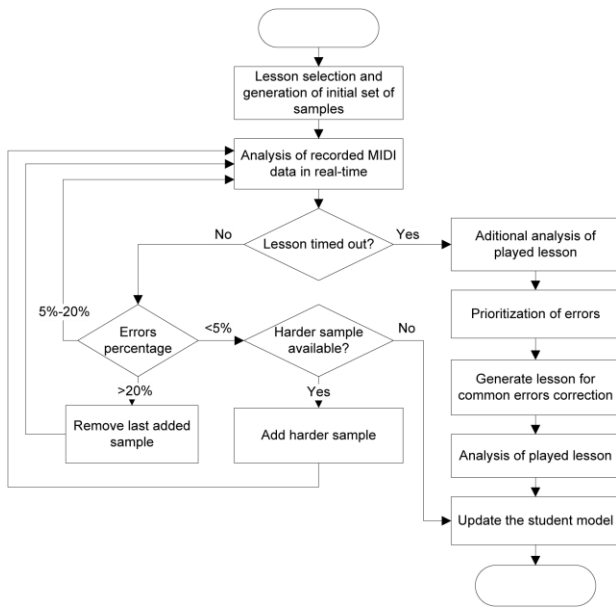 Lesson selection and
generation of initial set of
samples
Analysis of recorded MIDI
data in real-time
No
Lesson timed out?
Yes
Aditional analysis of
played lesson
5%-20%
Errors
percentage
<5%
Harder sample
available?
No
Prioritization of errors
>20%
Yes
Generate lesson for
common errors correction
Remove last added
sample
Add harder sample
Analysis of played lesson
Update the student model